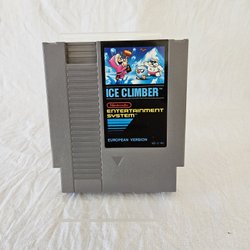 ICE CLIMBER
Nintendo
ENTERTAINMENT
SYSTEM
EUROPEAN VERSION